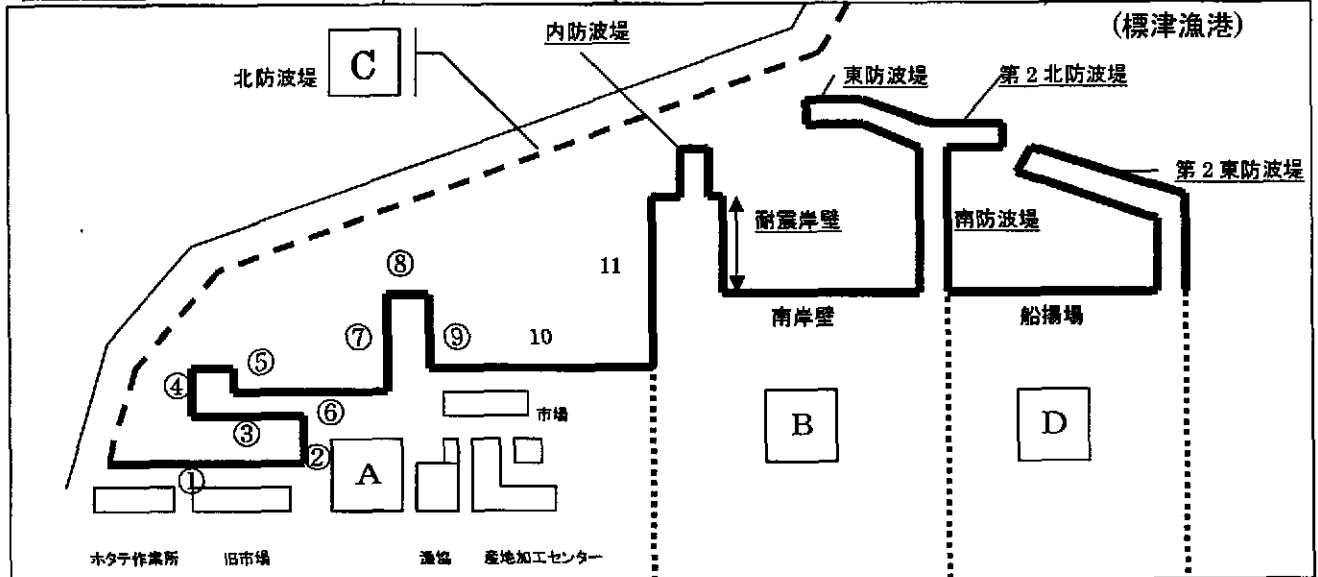 (標津漁港)
内防波堤
C
北防波堤
東防波堤
第2北防波堤
第2東防波堤
耐震岸壁
南防波堤
⑧
11
南岸壁
船揚場
⑦
⑨
10
⑤
④
⑥
市場
③
B
D
②
A
①
ホタテ作業所
旧市場
漁協
産地加工センター